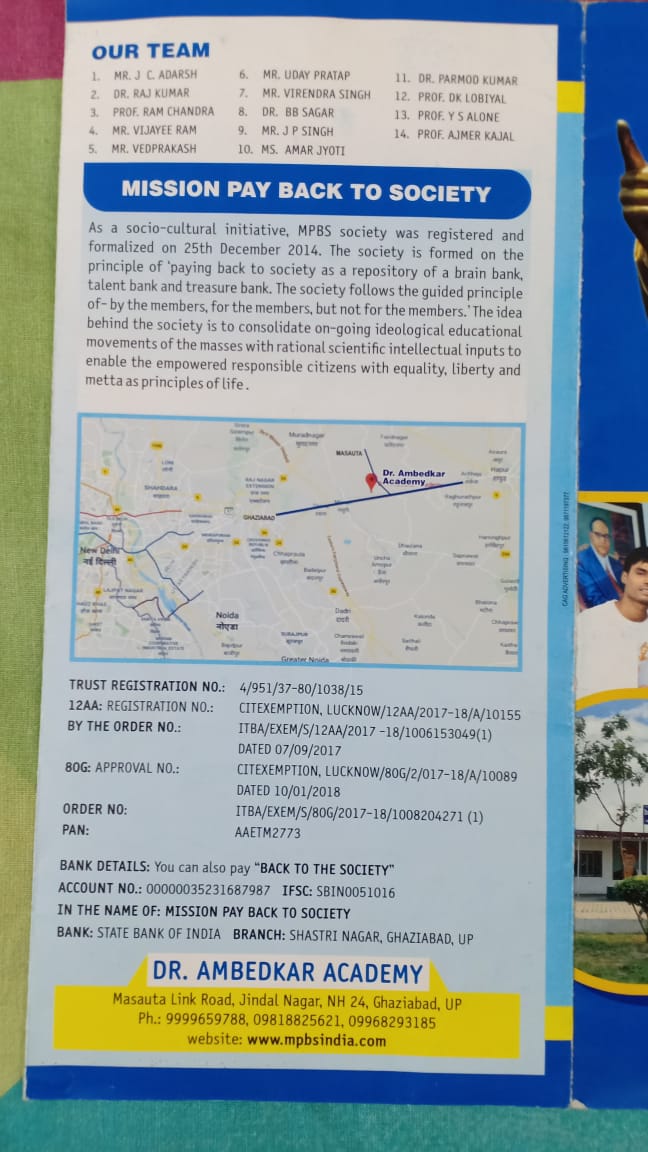 OUR TEAM
1. MR. J C. ADARSH
2. DR. RAJ KUMAR
3. PROF. RAM CHANDRA
4. MR. VIJAYEE RAM
5. MR. VEDPRAKASH
6. MR. UDAY PRATAP
7. MR. VIRENDRA SINGH
8. DR. BB SAGAR
9. MR. J P SINGH
10. MS. AMAR JYOTI
11. DR. PARMOD KUMAR
12. PROF. DK LOBIYAL
13. PROF. Y S ALONE
14. PROF. AJMER KAJAL
MISSION PAY BACK TO SOCIETY
As a socio-cultural initiative, MPBS society was registered and
formalized on 25th December 2014. The society is formed on the
principle of ‘paying back to society as a repository of a brain bank,
talent bank and treasure bank. The society follows the guided principle
of- by the members, for the members, but not for the members.’ The idea
behind the society is to consolidate on-going ideological educational
movements of the masses with rational scientific intellectual inputs to
enable the empowered responsible citizens with equality, liberty and
metta as principles of life .
Muradnagar
MASAUTA
LONI
Dr. Ambedkar
Academy
Hapur
हापुड़
SHAHDARA
RAJ NAGAR
EXTENSION
GHAZIABAD
New Delhi
नई दिल्ली
Chhapraula
LAJPAT NAGAR
Noida
नोएडा
Dadri
दादरी
SURAJPUR
Greater Noida
TRUST REGISTRATION NO.: 4/951/37-80/1038/15
12AA: REGISTRATION NO.: CITEXEMPTION, LUCKNOW/12AA/2017-18/A/10155
BY THE ORDER NO.: ITBA/EXEM/S/12AA/2017 -18/1006153049(1)
DATED 07/09/2017
80G: APPROVAL NO.: CITEXEMPTION, LUCKNOW/80G/2/017-18/A/10089
DATED 10/01/2018
ORDER NO: ITBA/EXEM/S/80G/2017-18/1008204271 (1)
PAN: AAETM2773
BANK DETAILS: You can also pay “BACK TO THE SOCIETY”
ACCOUNT NO.: 00000035231687987 IFSC: SBIN0051016
IN THE NAME OF: MISSION PAY BACK TO SOCIETY
BANK: STATE BANK OF INDIA BRANCH: SHASTRI NAGAR, GHAZIABAD, UP
DR. AMBEDKAR ACADEMY
Masauta Link Road, Jindal Nagar, NH 24, Ghaziabad, UP
Ph.: 9999659788, 09818825621, 09968293185
website: www.mpbsindia.com